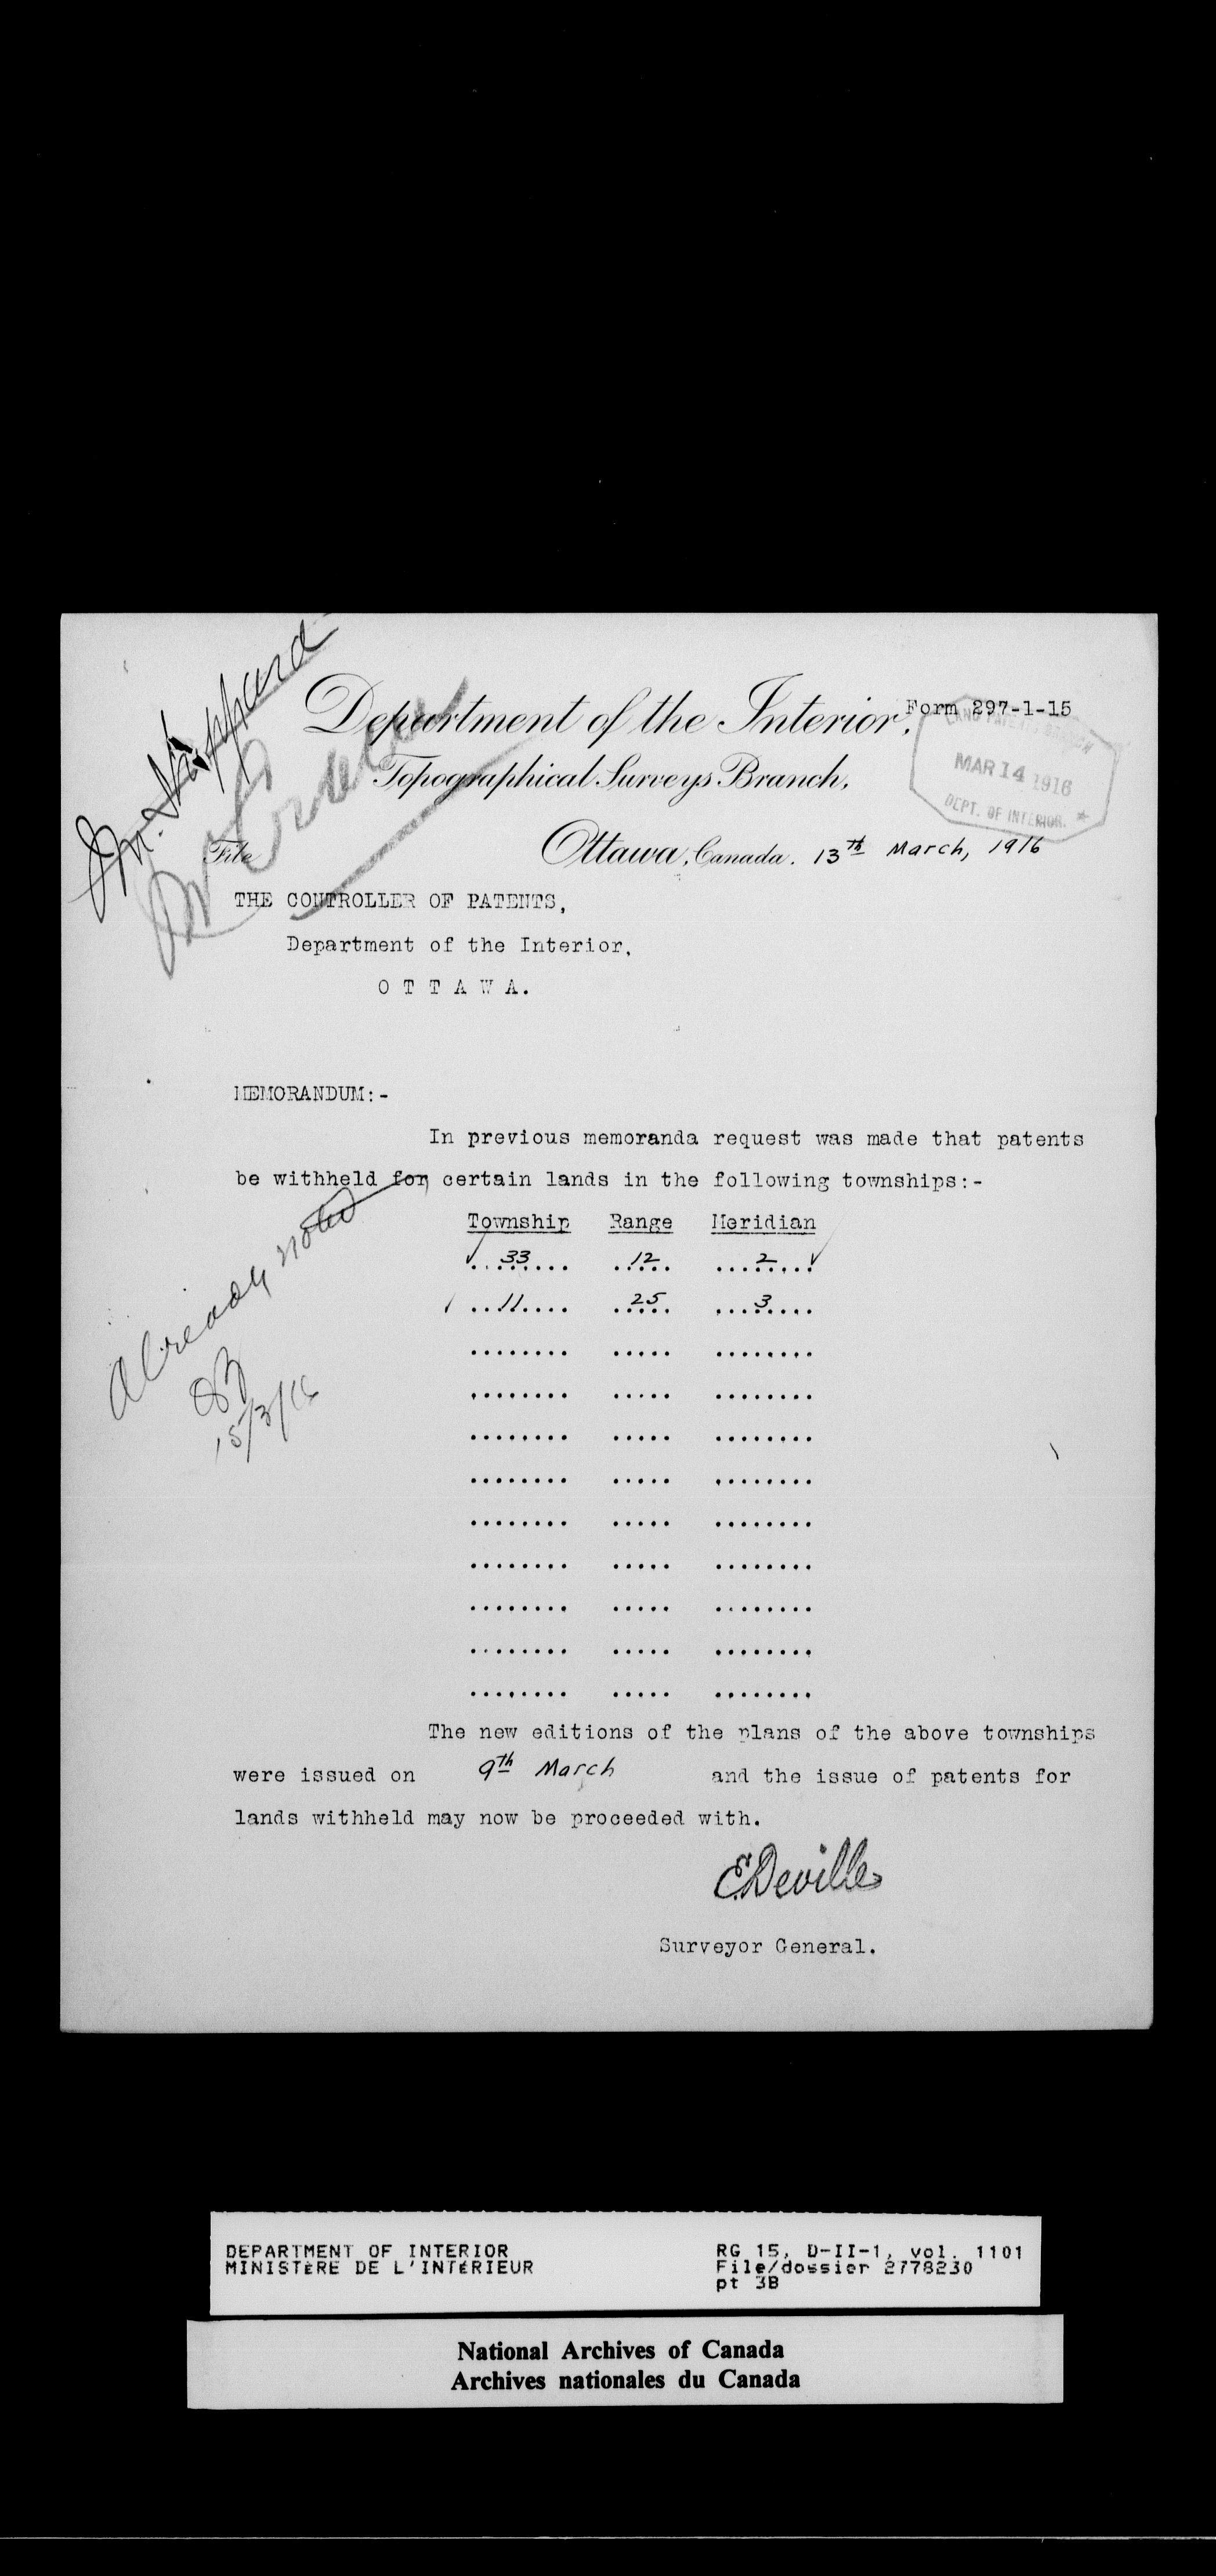 Department of the Interior,
Form 297-1-15
Topographical Surveys Branch,
LAND PATENTS BRANCH
MAR 14 1916
DEPT. OF INTERIOR.
File
Ottawa, Canada. 13th March, 1916
THE CONTROLLER OF PATENTS,
Department of the Interior,
O T T A W A.
MEMORANDUM:-
In previous memoranda request was made that patents
be withheld for certain lands in the following townships:-
Already noted
15/3/16
Township Range Meridian
33 12 2
11 25 3
The new editions of the plans of the above townships
were issued on 9th March and the issue of patents for
lands withheld may now be proceeded with.
E. Deville
Surveyor General.
DEPARTMENT OF INTERIOR
MINISTÈRE DE L'INTÉRIEUR
RG 15, D-II-1, vol. 1101
File/dossier 2778230
pt 3B
National Archives of Canada
Archives nationales du Canada